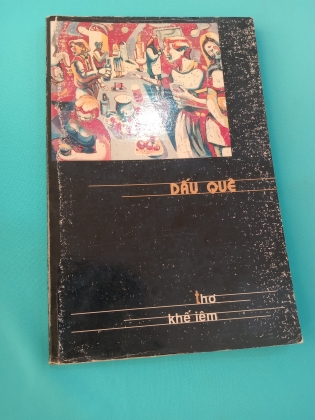 DẤU QUÊ
thơ
khế iêm